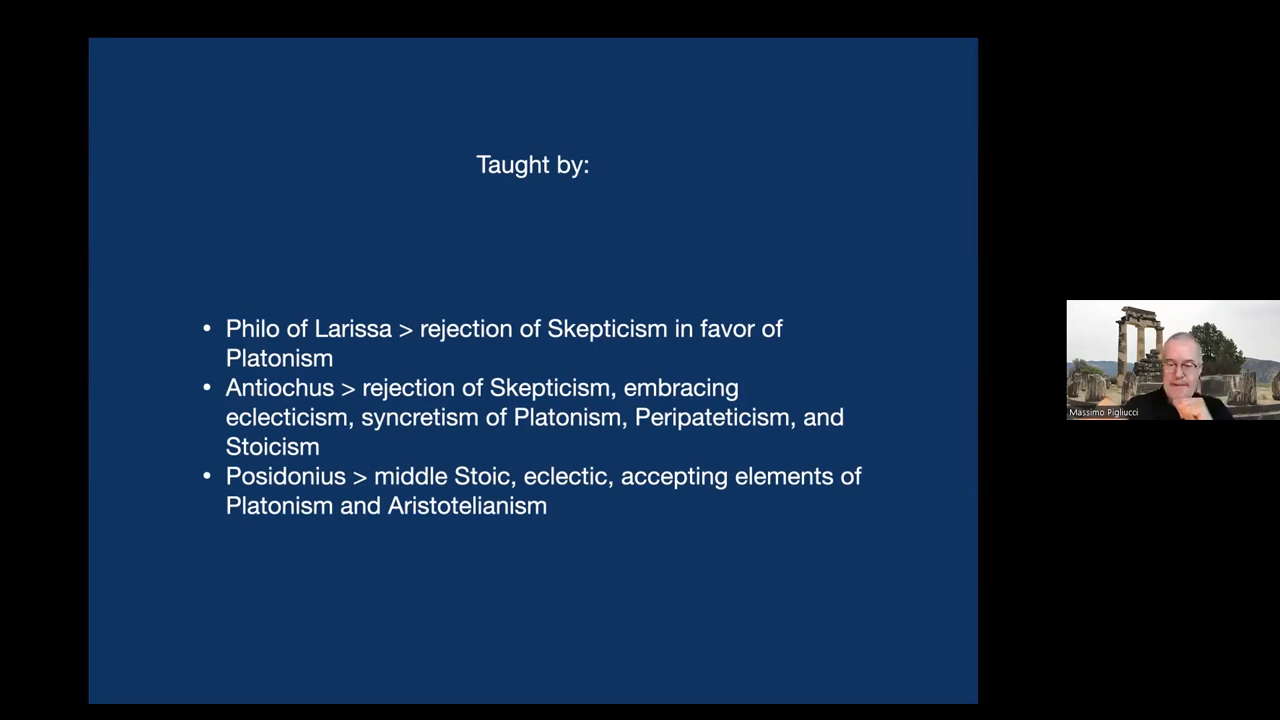 Taught by:
• Philo of Larissa > rejection of Skepticism in favor of
Platonism
• Antiochus > rejection of Skepticism, embracing
eclecticism, syncretism of Platonism, Peripateticism, and
Stoicism
• Posidonius > middle Stoic, eclectic, accepting elements of
Platonism and Aristotelianism
Massimo Pigliucci